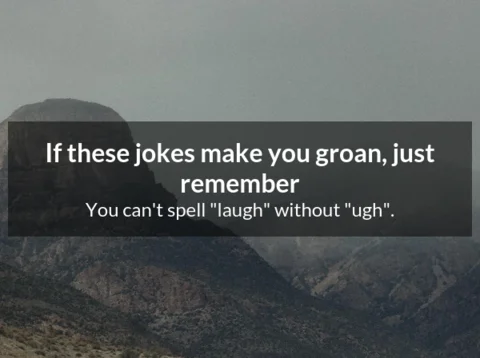 If these jokes make you groan, just
remember
You can't spell "laugh" without "ugh".